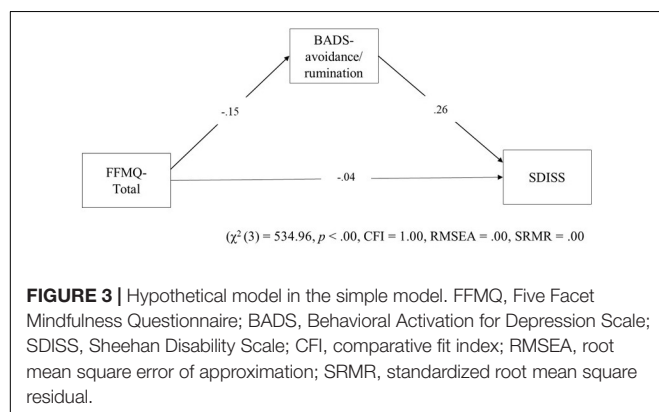 BADS-
avoidance/
rumination
-.15
.26
FFMQ-
Total
-.04
SDISS
(χ² (3) = 534.96, p < .00, CFI = 1.00, RMSEA = .00, SRMR = .00
FIGURE 3 | Hypothetical model in the simple model. FFMQ, Five Facet
Mindfulness Questionnaire; BADS, Behavioral Activation for Depression Scale;
SDISS, Sheehan Disability Scale; CFI, comparative fit index; RMSEA, root
mean square error of approximation; SRMR, standardized root mean square
residual.